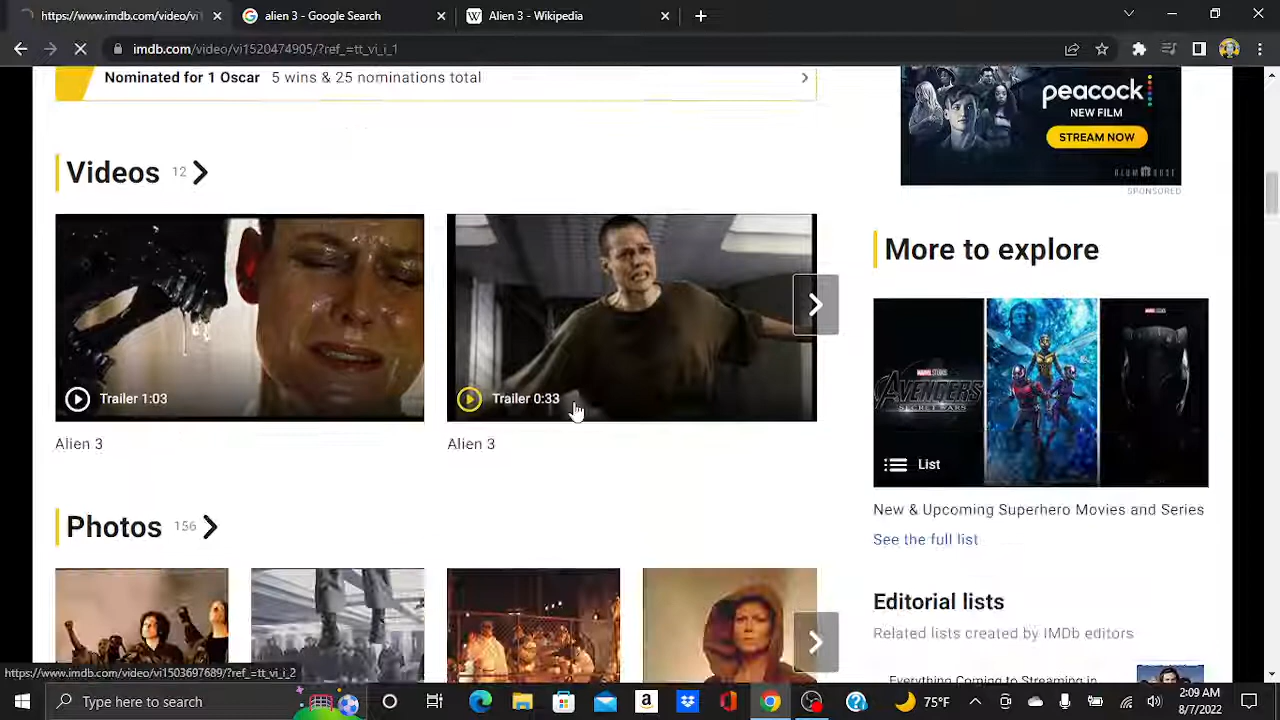 https://www.imdb.com/video/vi
alien 3 - Google Search
Alien 3 - Wikipedia
imdb.com/video/vi1520474905/?ref_=tt_vi_i_1
Nominated for 1 Oscar 5 wins & 25 nominations total
peacock
NEW FILM
STREAM NOW
BLUMHOUSE
SPONSORED
Videos 12
Trailer 1:03
Trailer 0:33
Alien 3
Alien 3
More to explore
MARVEL STUDIOS
AVENGERS
SECRET WARS
List
New & Upcoming Superhero Movies and Series
See the full list
Photos 156
Editorial lists
Related lists created by IMDb editors
Everything Coming to Streaming in
https://www.imdb.com/video/vi1503697689/?ref_=tt_vi_i_2
Type here to search
75°F
2:09 AM
8/7/2022